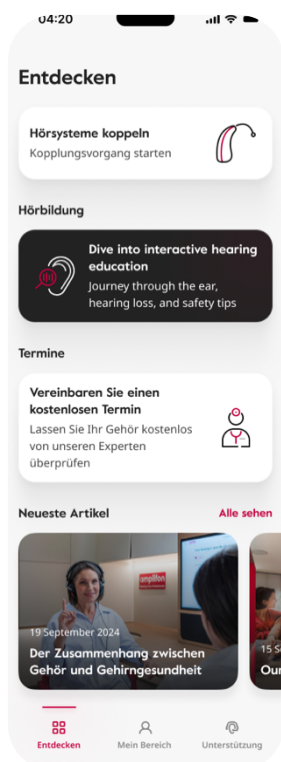 04:20
Entdecken
Hörsysteme koppeln
Kopplungsvorgang starten
Hörbildung
Dive into interactive hearing
education
Journey through the ear,
hearing loss, and safety tips
Termine
Vereinbaren Sie einen
kostenlosen Termin
Lassen Sie Ihr Gehör kostenlos
von unseren Experten
überprüfen
Neueste Artikel
Alle sehen
amplifon
19 September 2024
Der Zusammenhang zwischen
Gehör und Gehirngesundheit
15 S
Our
Entdecken
Mein Bereich
Unterstützung